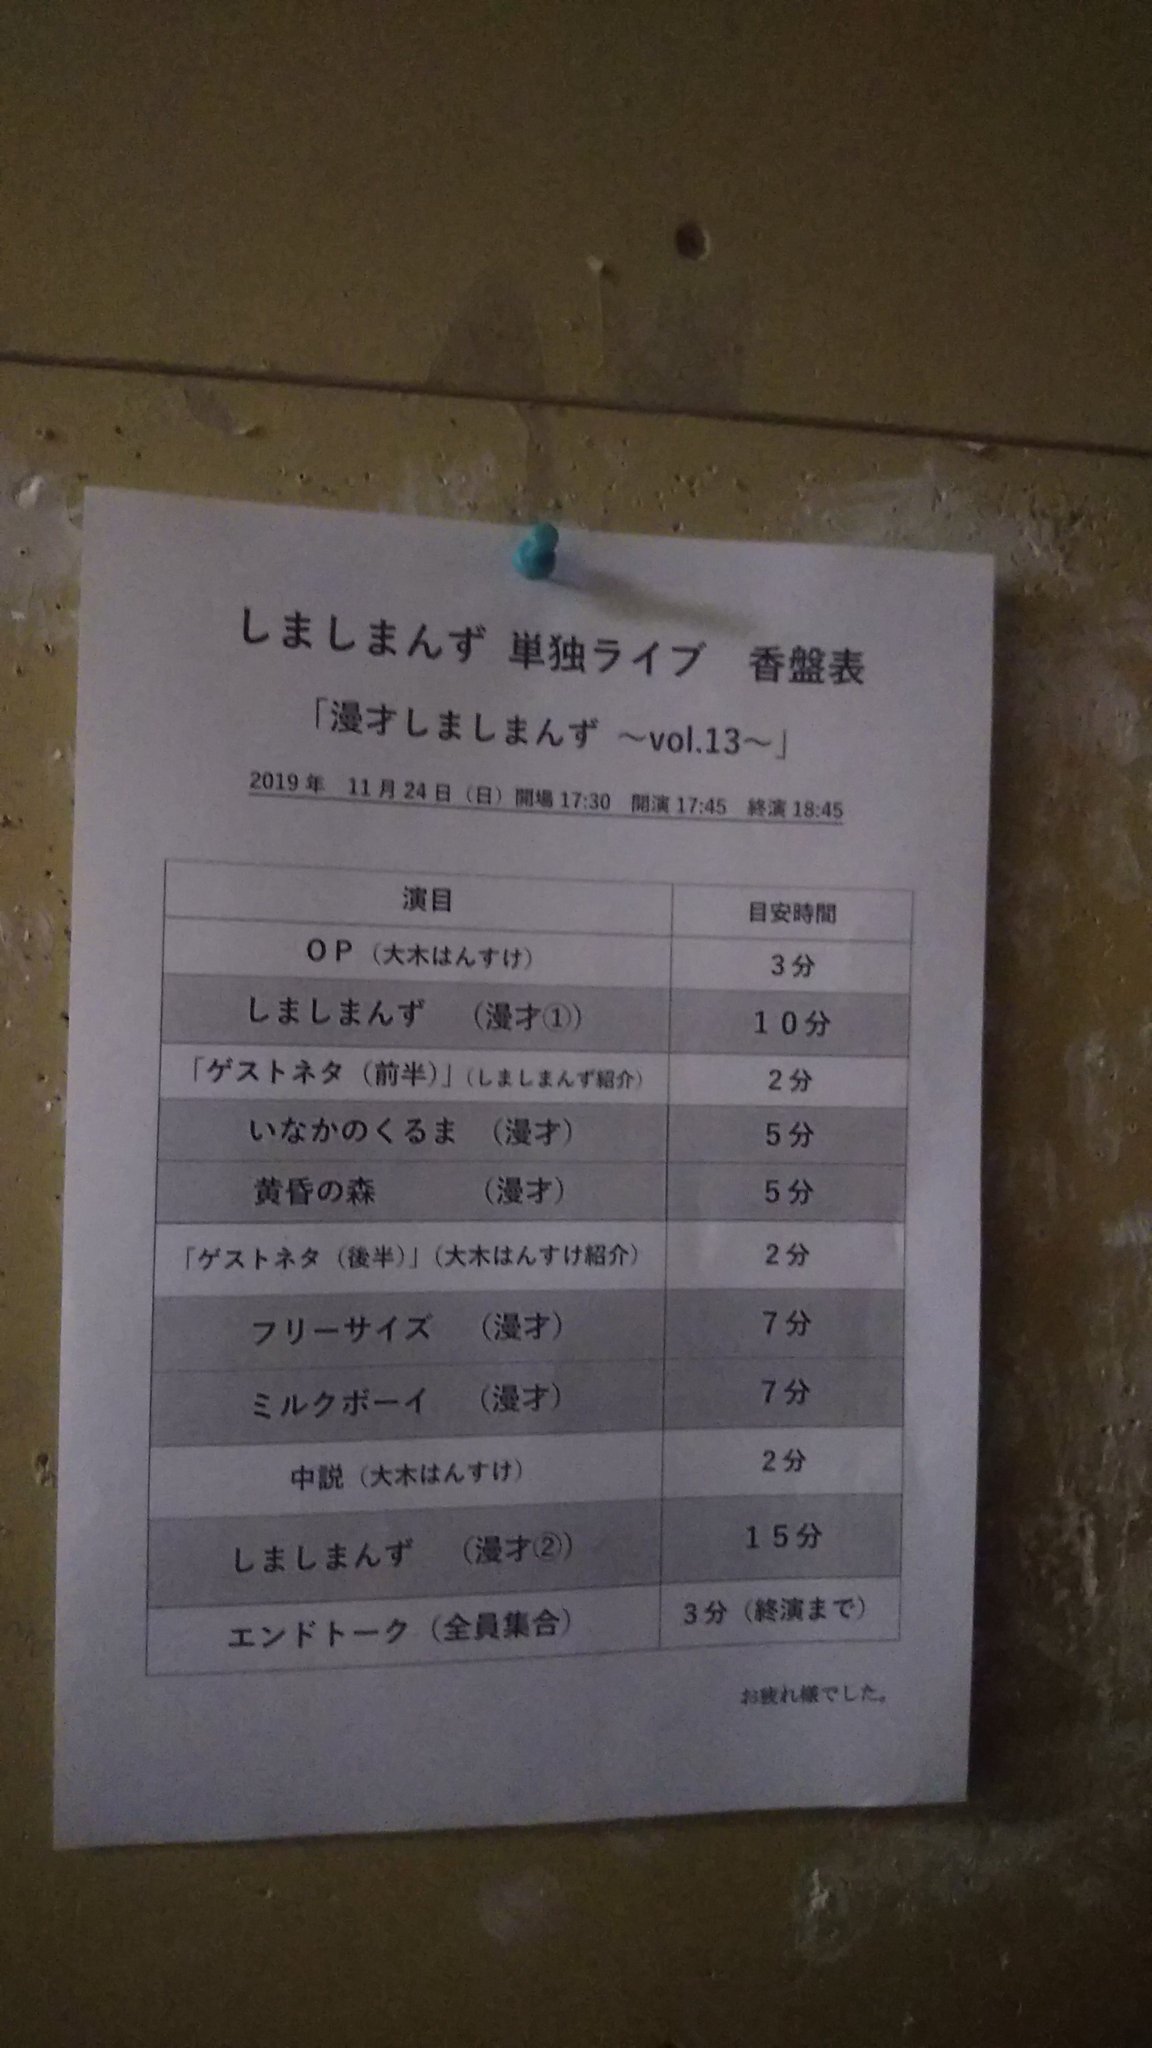 しましまんず 単独ライブ　香盤表
「漫才しましまんず ～vol.13～」
2019年　11月24日（日）開場17:30　開演17:45　終演18:45
演目　目安時間
ＯＰ（大木はんすけ）　３分
しましまんず　（漫才①）　１０分
「ゲストネタ（前半）」（しましまんず紹介）　２分
いなかのくるま　（漫才）　５分
黄昏の森　（漫才）　５分
「ゲストネタ（後半）」（大木はんすけ紹介）　２分
フリーサイズ　（漫才）　７分
ミルクボーイ　（漫才）　７分
中説（大木はんすけ）　２分
しましまんず　（漫才②）　１５分
エンドトーク（全員集合）　３分（終演まで）
お疲れ様でした。